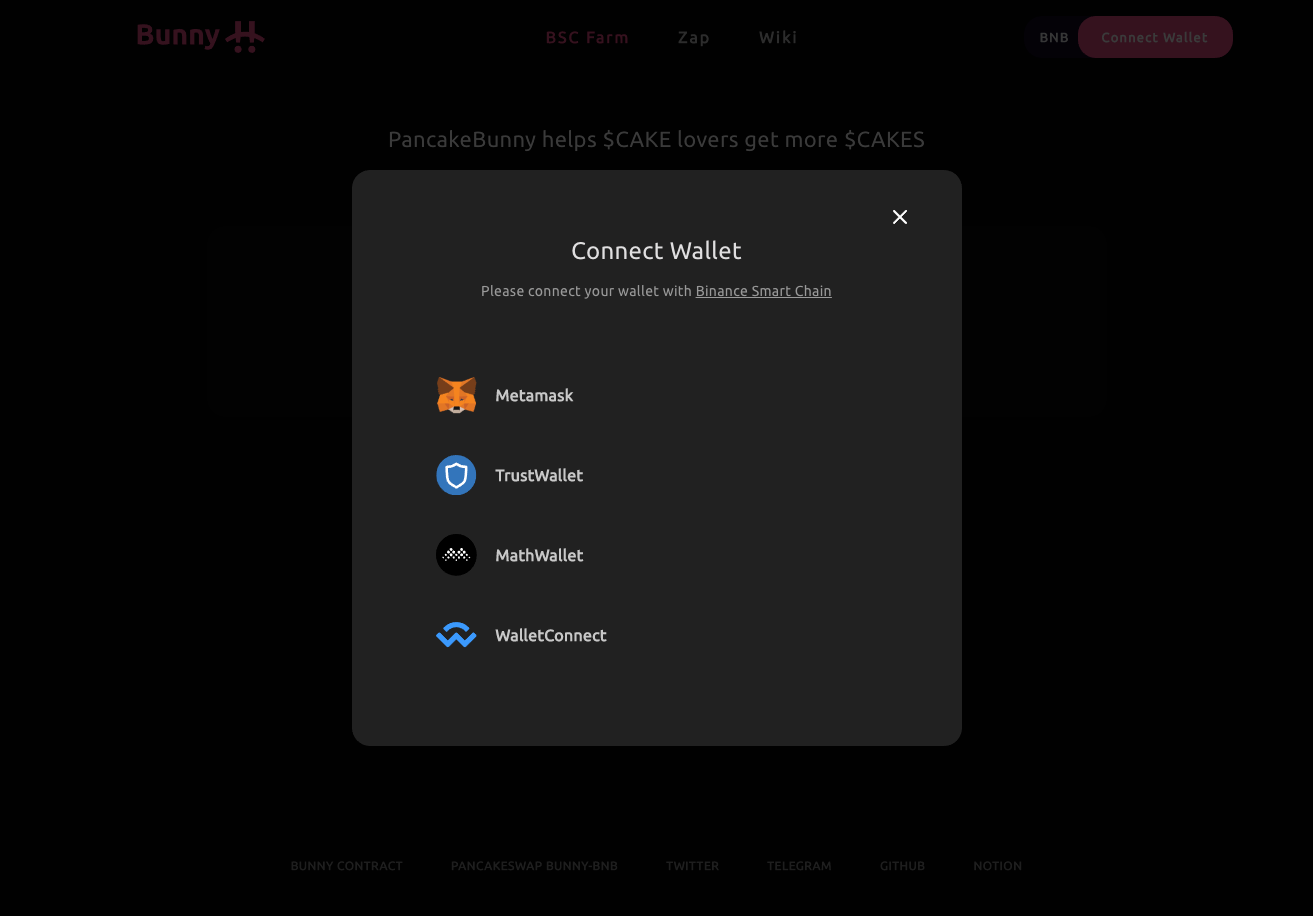 Bunny
BSC Farm Zap Wiki
BNB Connect Wallet
PancakeBunny helps $CAKE lovers get more $CAKES
Connect Wallet
Please connect your wallet with Binance Smart Chain
Metamask
TrustWallet
MathWallet
WalletConnect
BUNNY CONTRACT PANCAKESWAP BUNNY-BNB TWITTER TELEGRAM GITHUB NOTION